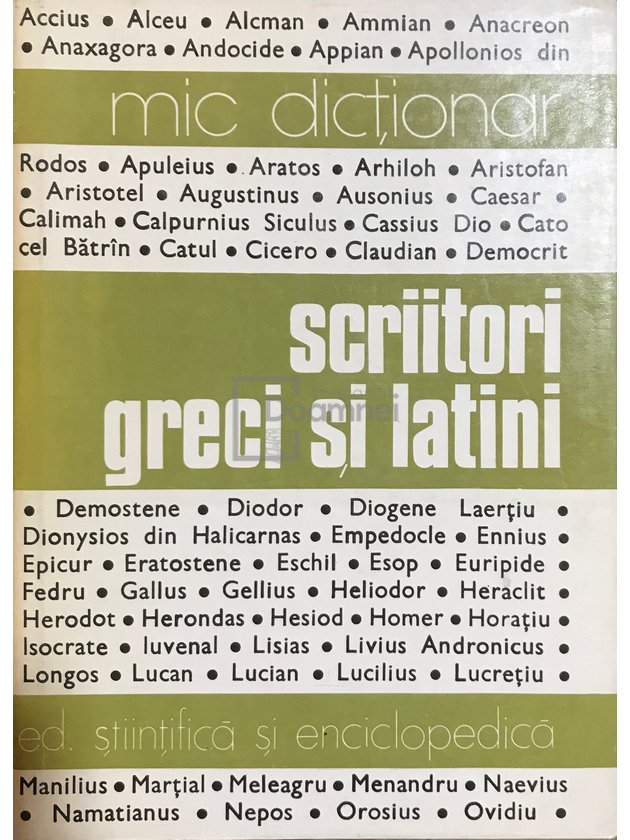 Accius • Alceu • Alcman • Ammian • Anacreon
• Anaxagora • Andocide • Appian • Apollonios din
mic dicționar
Rodos • Apuleius • Aratos • Arhiloh • Aristofan
• Aristotel • Augustinus • Ausonius • Caesar •
Calimah • Calpurnius Siculus • Cassius Dio • Cato
cel Bătrîn • Catul • Cicero • Claudian • Democrit
scriitori
greci și latini
Doamnei
• Demostene • Diodor • Diogene Laerțiu •
Dionysios din Halicarnas • Empedocle • Ennius •
Epicur • Eratostene • Eschil • Esop • Euripide •
Fedru • Gallus • Gellius • Heliodor • Heraclit •
Herodot • Herondas • Hesiod • Homer • Horațiu •
Isocrate • Iuvenal • Lisias • Livius Andronicus •
Longos • Lucan • Lucian • Lucilius • Lucrețiu •
ed. științifică și enciclopedică
Manilius • Marțial • Meleagru • Menandru • Naevius
• Namatianus • Nepos • Orosius • Ovidiu •